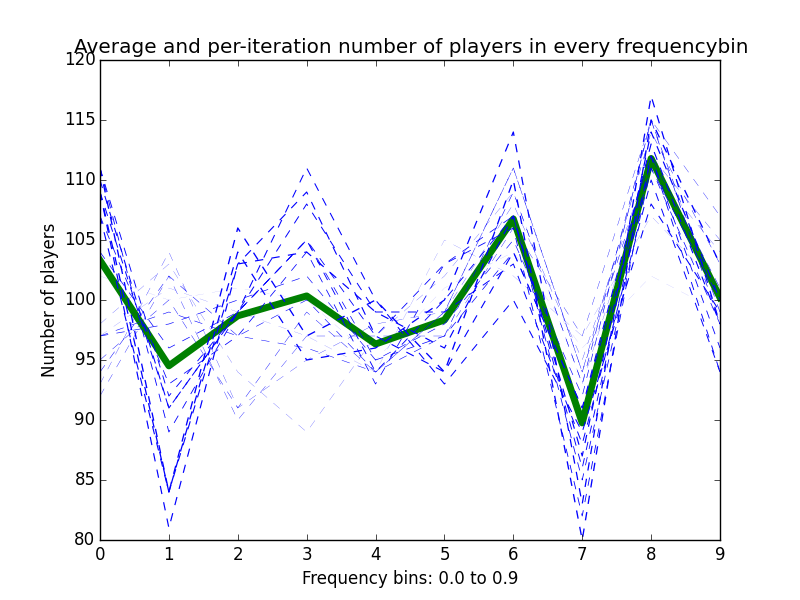 Average and per-iteration number of players in every frequencybin
120
115
110
105
100
95
90
85
80
Number of players
0 1 2 3 4 5 6 7 8 9
Frequency bins: 0.0 to 0.9